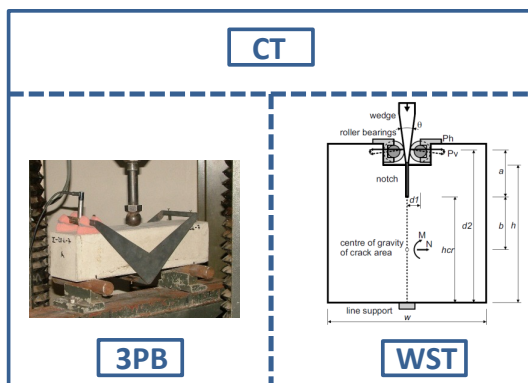 CT
wedge
θ
roller bearings
Ph
Pv
notch
a
d1
d2
M
N
centre of gravity
of crack area
hcr
b
h
line support
w
3PB
WST